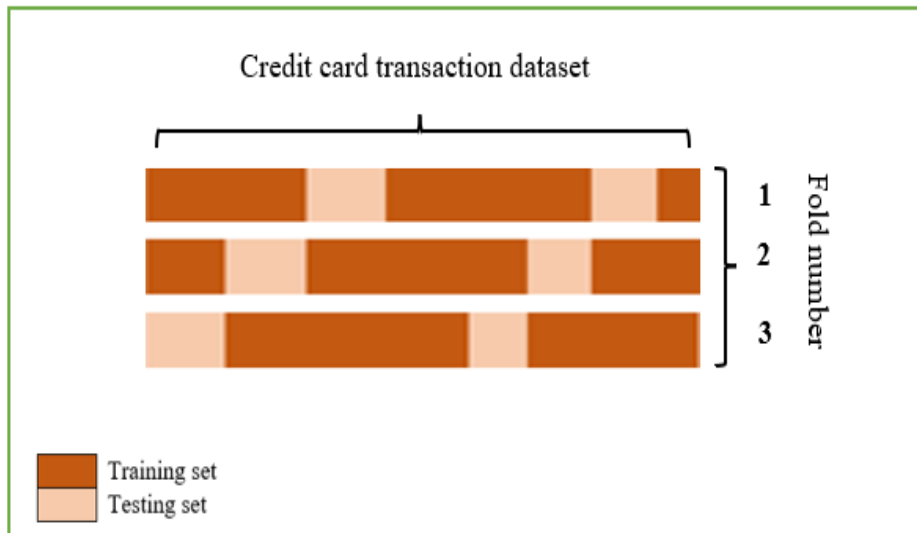 Credit card transaction dataset
1
2
3
Fold number
Training set
Testing set